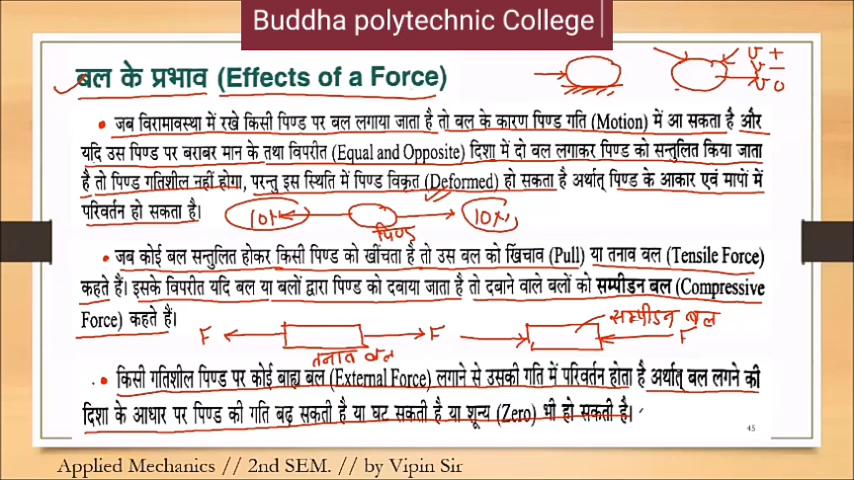 Buddha polytechnic College
बल के प्रभाव (Effects of a Force)
v +
v –
v 0
• जब विरामावस्था में रखे किसी पिण्ड पर बल लगाया जाता है तो बल के कारण पिण्ड गति (Motion) में आ सकता है और
यदि उस पिण्ड पर बराबर मान के तथा विपरीत (Equal and Opposite) दिशा में दो बल लगाकर पिण्ड को सन्तुलित किया जाता
है तो पिण्ड गतिशील नहीं होगा, परन्तु इस स्थिति में पिण्ड विकृत (Deformed) हो सकता है अर्थात् पिण्ड के आकार एवं मापों में
परिवर्तन हो सकता है।
पिण्ड
• जब कोई बल सन्तुलित होकर किसी पिण्ड को खींचता है तो उस बल को खिंचाव (Pull) या तनाव बल (Tensile Force)
कहते हैं। इसके विपरीत यदि बल या बलों द्वारा पिण्ड को दवाया जाता है तो दबाने वाले बलों को सम्पीडन बल (Compressive
Force) कहते हैं।
F F सम्पीडन बल F
तनाव बल
• किसी गतिशील पिण्ड पर कोई बाह्य बल (External Force) लगाने से उसकी गति में परिवर्तन होता है अर्थात् बल लगने की
दिशा के आधार पर पिण्ड की गति बढ़ सकती है या घट सकती है या शून्य (Zero) भी हो सकती है।
45
Applied Mechanics // 2nd SEM. // by Vipin Sir